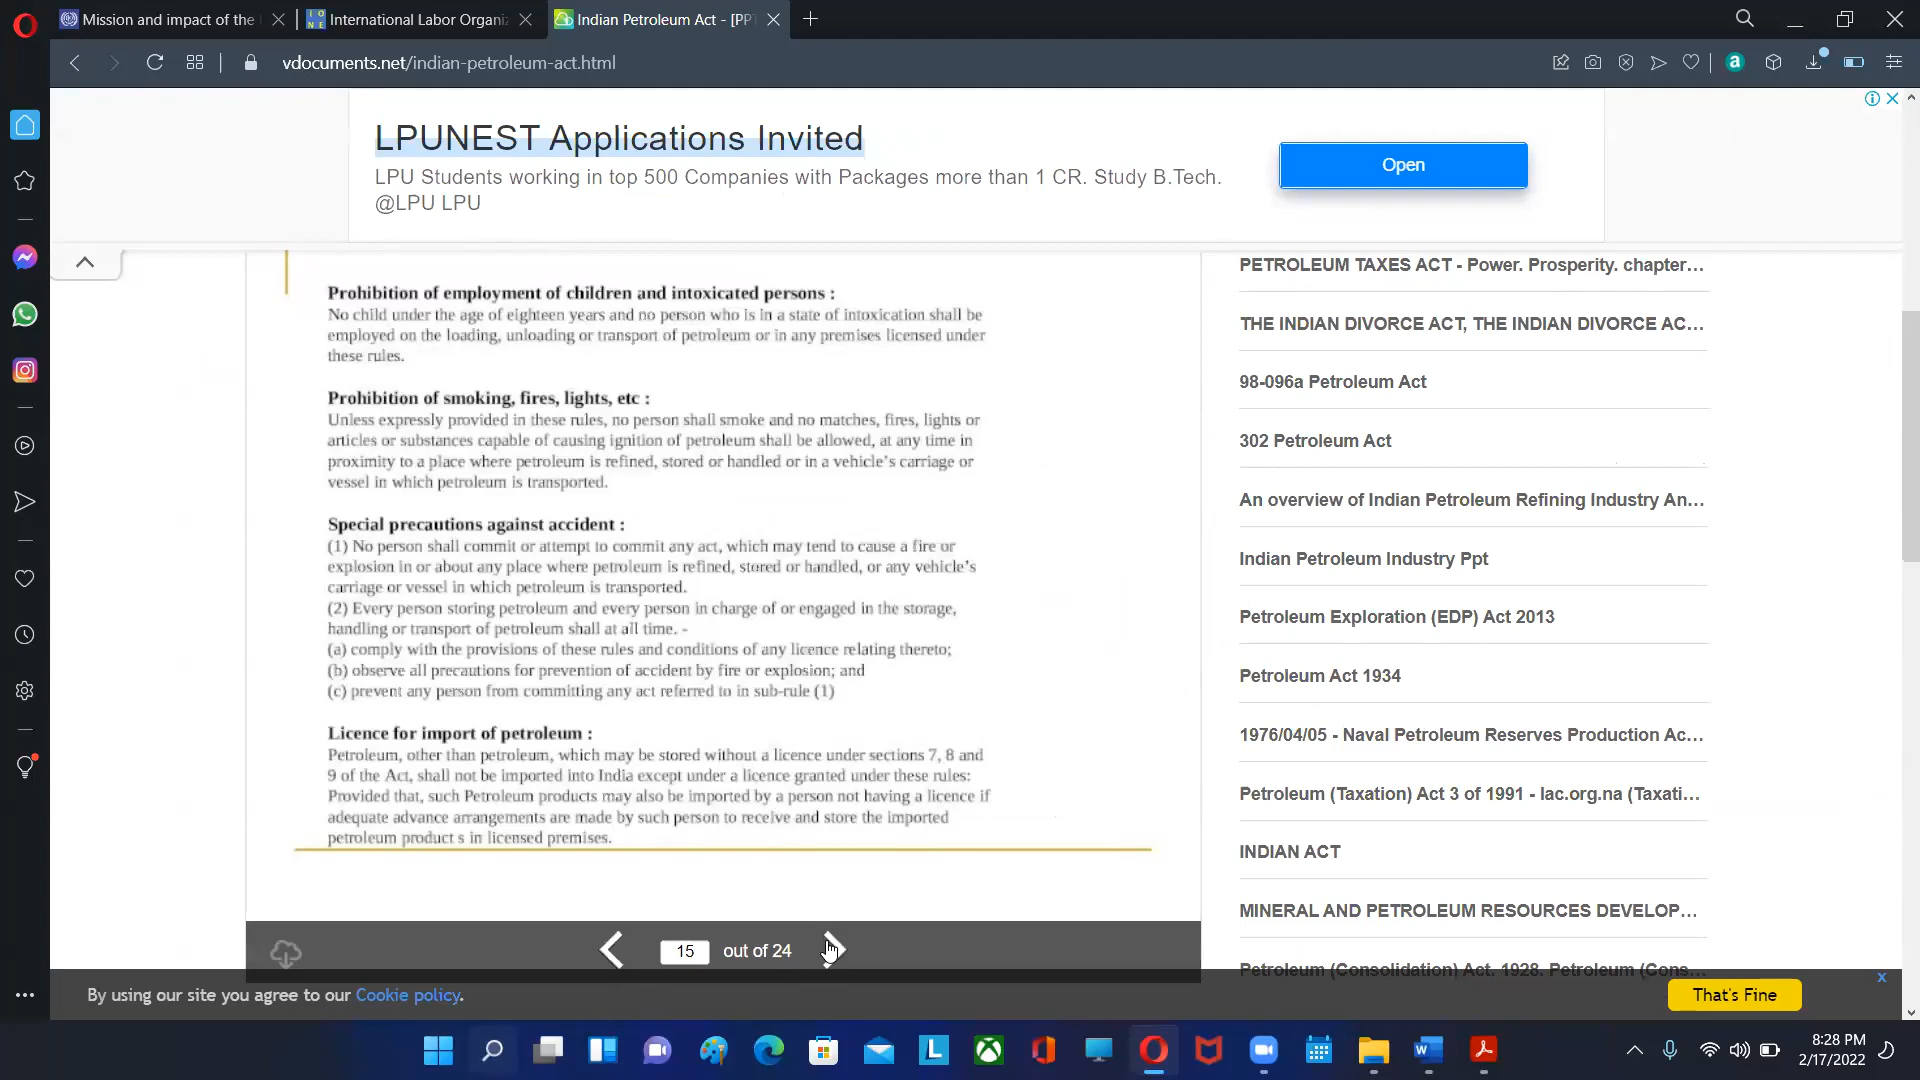 Mission and impact of the
International Labor Organiz
Indian Petroleum Act - [PPT
vdocuments.net/indian-petroleum-act.html
LPUNEST Applications Invited
LPU Students working in top 500 Companies with Packages more than 1 CR. Study B.Tech.
@LPU LPU
Open
Prohibition of employment of children and intoxicated persons :
No child under the age of eighteen years and no person who is in a state of intoxication shall be
employed on the loading, unloading or transport of petroleum or in any premises licensed under
these rules.
Prohibition of smoking, fires, lights, etc :
Unless expressly provided in these rules, no person shall smoke and no matches, fires, lights or
articles or substances capable of causing ignition of petroleum shall be allowed, at any time in
proximity to a place where petroleum is refined, stored or handled or in a vehicle's carriage or
vessel in which petroleum is transported.
Special precautions against accident :
(1) No person shall commit or attempt to commit any act, which may tend to cause a fire or
explosion in or about any place where petroleum is refined, stored or handled, or any vehicle's
carriage or vessel in which petroleum is transported.
(2) Every person storing petroleum and every person in charge of or engaged in the storage,
handling or transport of petroleum shall at all time. -
(a) comply with the provisions of these rules and conditions of any licence relating thereto;
(b) observe all precautions for prevention of accident by fire or explosion; and
(c) prevent any person from committing any act referred to in sub-rule (1)
Licence for import of petroleum :
Petroleum, other than petroleum, which may be stored without a licence under sections 7, 8 and
9 of the Act, shall not be imported into India except under a licence granted under these rules:
Provided that, such Petroleum products may also be imported by a person not having a licence if
adequate advance arrangements are made by such person to receive and store the imported
petroleum product s in licensed premises.
15 out of 24
PETROLEUM TAXES ACT - Power. Prosperity. chapter...
THE INDIAN DIVORCE ACT, THE INDIAN DIVORCE AC...
98-096a Petroleum Act
302 Petroleum Act
An overview of Indian Petroleum Refining Industry An...
Indian Petroleum Industry Ppt
Petroleum Exploration (EDP) Act 2013
Petroleum Act 1934
1976/04/05 - Naval Petroleum Reserves Production Ac...
Petroleum (Taxation) Act 3 of 1991 - lac.org.na (Taxati...
INDIAN ACT
MINERAL AND PETROLEUM RESOURCES DEVELOP...
Petroleum (Consolidation) Act. 1928. Petroleum (Cons...
By using our site you agree to our Cookie policy.
x
That's Fine
8:28 PM
2/17/2022